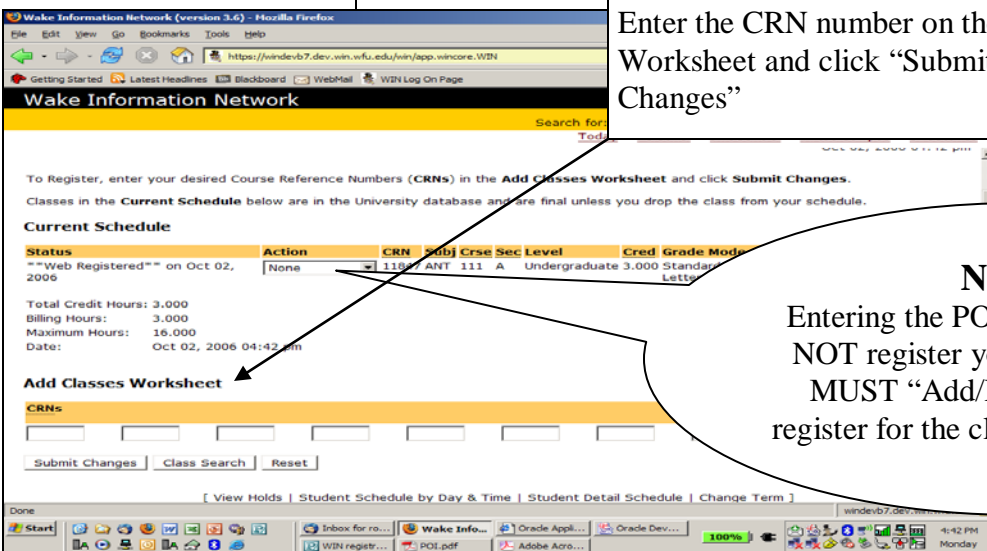 Enter the CRN number on th
Worksheet and click “Submi
Changes”
Wake Information Network (version 3.6) - Mozilla Firefox
File Edit View Go Bookmarks Tools Help
https://windevb7.dev.win.wfu.edu/win/app.wincore.WIN
Getting Started Latest Headlines Blackboard WebMail WIN Log On Page
Wake Information Network
Search for:
Today
Oct 02, 2006 04:42 pm
To Register, enter your desired Course Reference Numbers (CRNs) in the Add Classes Worksheet and click Submit Changes.
Classes in the Current Schedule below are in the University database and are final unless you drop the class from your schedule.
Current Schedule
Status Action CRN Subj Crse Sec Level Cred Grade Mode
**Web Registered** on Oct 02, None 11847 ANT 111 A Undergraduate 3.000 Standard
2006 Letter
Total Credit Hours: 3.000
Billing Hours: 3.000
Maximum Hours: 16.000
Date: Oct 02, 2006 04:42 pm
N
Entering the PO
NOT register y
MUST “Add/
register for the cl
Add Classes Worksheet
CRNs
Submit Changes Class Search Reset
[ View Holds | Student Schedule by Day & Time | Student Detail Schedule | Change Term ]
Done windevb7.dev.win
Start Inbox for ro... Wake Info... Oracle Appli... Oracle Dev... 100% 4:42 PM
WIN registr... POI.pdf Adobe Acro... Monday